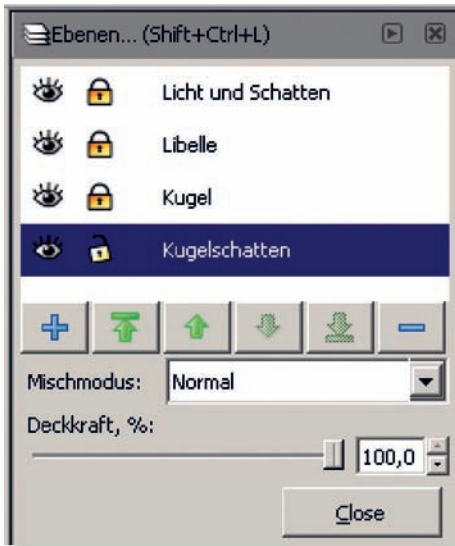 Ebenen... (Shift+Ctrl+L)
Licht und Schatten
Libelle
Kugel
Kugelschatten
Mischmodus: Normal
Deckkraft, %:
100,0
Close